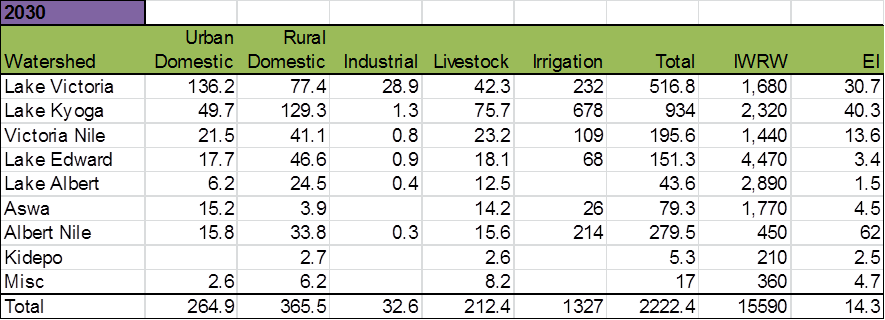 2030
Urban Rural
Watershed Domestic Domestic Industrial Livestock Irrigation Total IWRW EI
Lake Victoria 136.2 77.4 28.9 42.3 232 516.8 1,680 30.7
Lake Kyoga 49.7 129.3 1.3 75.7 678 934 2,320 40.3
Victoria Nile 21.5 41.1 0.8 23.2 109 195.6 1,440 13.6
Lake Edward 17.7 46.6 0.9 18.1 68 151.3 4,470 3.4
Lake Albert 6.2 24.5 0.4 12.5 43.6 2,890 1.5
Aswa 15.2 3.9 14.2 26 79.3 1,770 4.5
Albert Nile 15.8 33.8 0.3 15.6 214 279.5 450 62
Kidepo 2.7 2.6 5.3 210 2.5
Misc 2.6 6.2 8.2 17 360 4.7
Total 264.9 365.5 32.6 212.4 1327 2222.4 15590 14.3